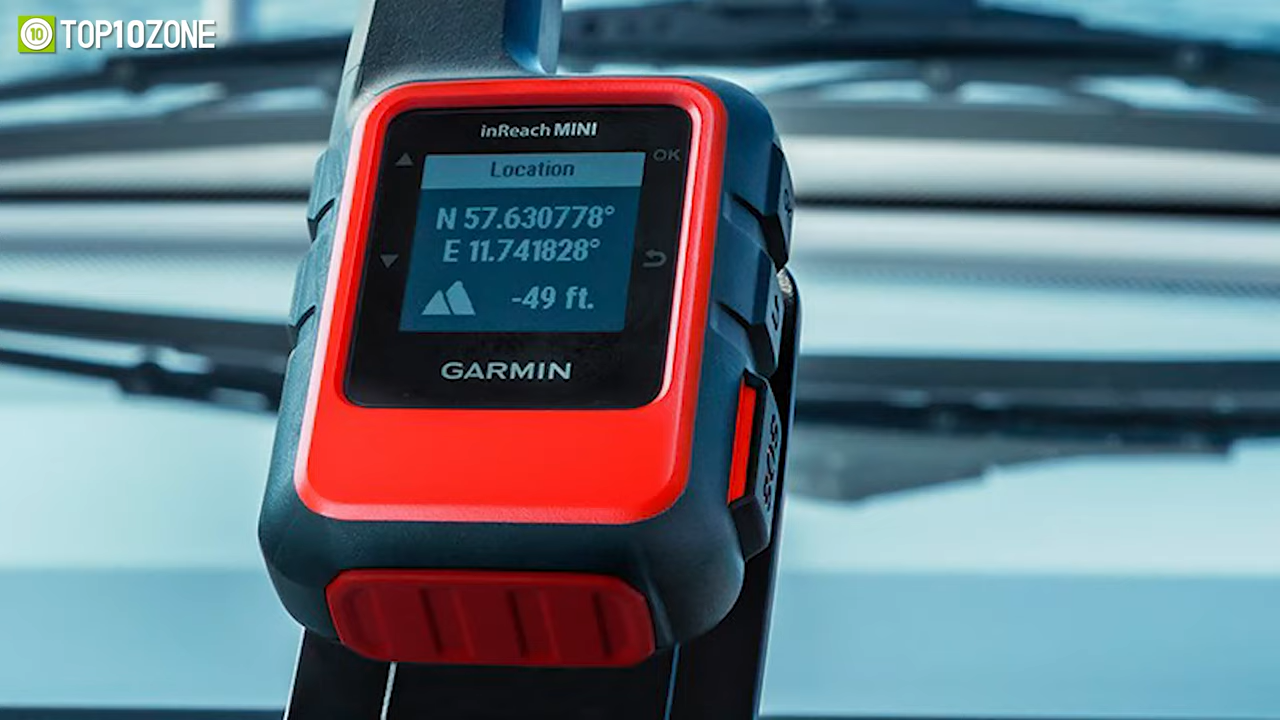 TOP10ZONE
inReach MINI
OK
Location
N 57.630778°
E 11.741828°
-49 ft.
GARMIN
SOS